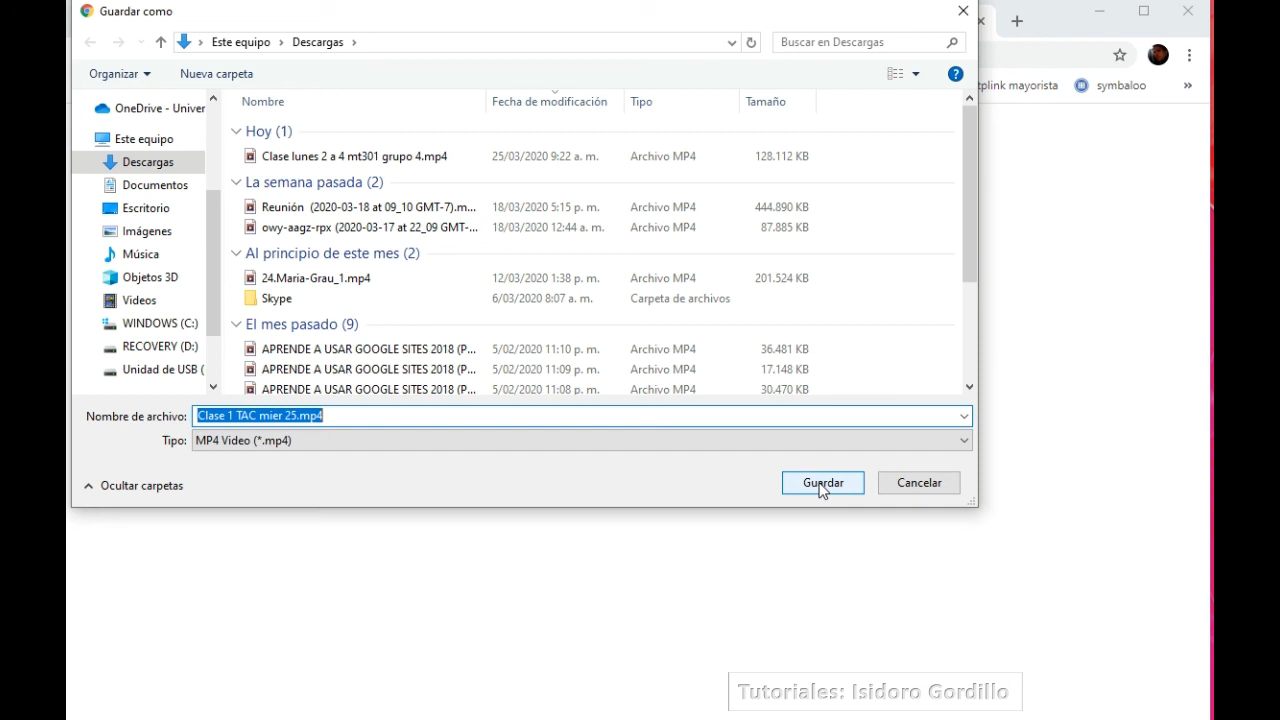 Guardar como
Este equipo › Descargas ›
Buscar en Descargas
tplink mayorista
symbaloo
»
Organizar
Nueva carpeta
Nombre
Fecha de modificación
Tipo
Tamaño
OneDrive - Univer
Este equipo
Descargas
Documentos
Escritorio
Imágenes
Música
Objetos 3D
Videos
WINDOWS (C:)
RECOVERY (D:)
Unidad de USB (
Hoy (1)
Clase lunes 2 a 4 mt301 grupo 4.mp4 25/03/2020 9:22 a. m. Archivo MP4 128.112 KB
La semana pasada (2)
Reunión (2020-03-18 at 09_10 GMT-7).m... 18/03/2020 5:15 p. m. Archivo MP4 444.890 KB
owy-aagz-rpx (2020-03-17 at 22_09 GMT-... 18/03/2020 12:44 a. m. Archivo MP4 87.885 KB
Al principio de este mes (2)
24.Maria-Grau_1.mp4 12/03/2020 1:38 p. m. Archivo MP4 201.524 KB
Skype 6/03/2020 8:07 a. m. Carpeta de archivos
El mes pasado (9)
APRENDE A USAR GOOGLE SITES 2018 (P... 5/02/2020 11:10 p. m. Archivo MP4 36.481 KB
APRENDE A USAR GOOGLE SITES 2018 (P... 5/02/2020 11:09 p. m. Archivo MP4 17.148 KB
APRENDE A USAR GOOGLE SITES 2018 (P... 5/02/2020 11:08 p. m. Archivo MP4 30.470 KB
Nombre de archivo: Clase 1 TAC mier 25.mp4
Tipo: MP4 Video (*.mp4)
Ocultar carpetas
Guardar
Cancelar
Tutoriales: Isidoro Gordillo